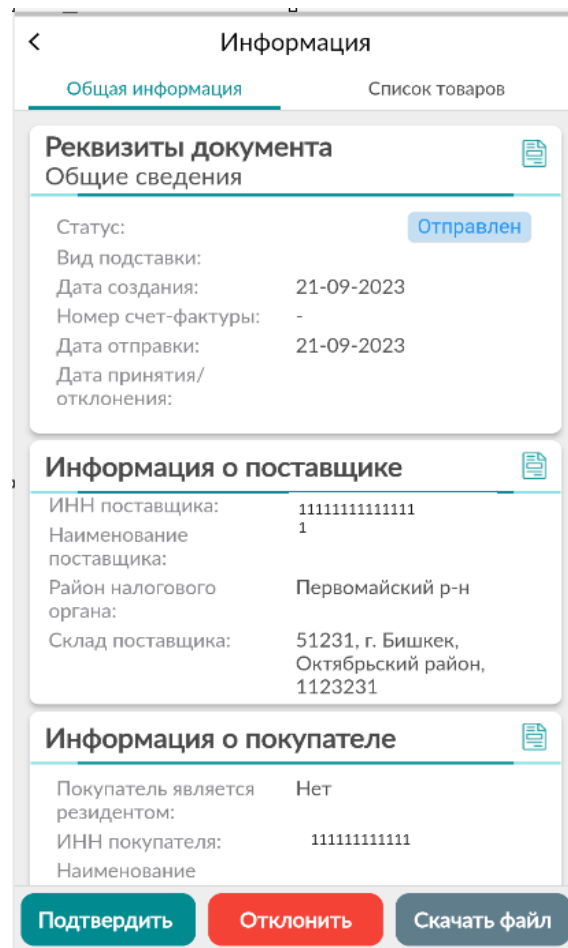 Информация
Общая информация
Список товаров
Реквизиты документа
Общие сведения
Статус:
Отправлен
Вид подставки:
Дата создания:
21-09-2023
Номер счет-фактуры:
-
Дата отправки:
21-09-2023
Дата принятия/
отклонения:
Информация о поставщике
ИНН поставщика:
11111111111111
1
Наименование
поставщика:
Район налогового
органа:
Первомайский р-н
Склад поставщика:
51231, г. Бишкек,
Октябрьский район,
1123231
Информация о покупателе
Покупатель является
резидентом:
Нет
ИНН покупателя:
111111111111
Наименование
Подтвердить
Отклонить
Скачать файл